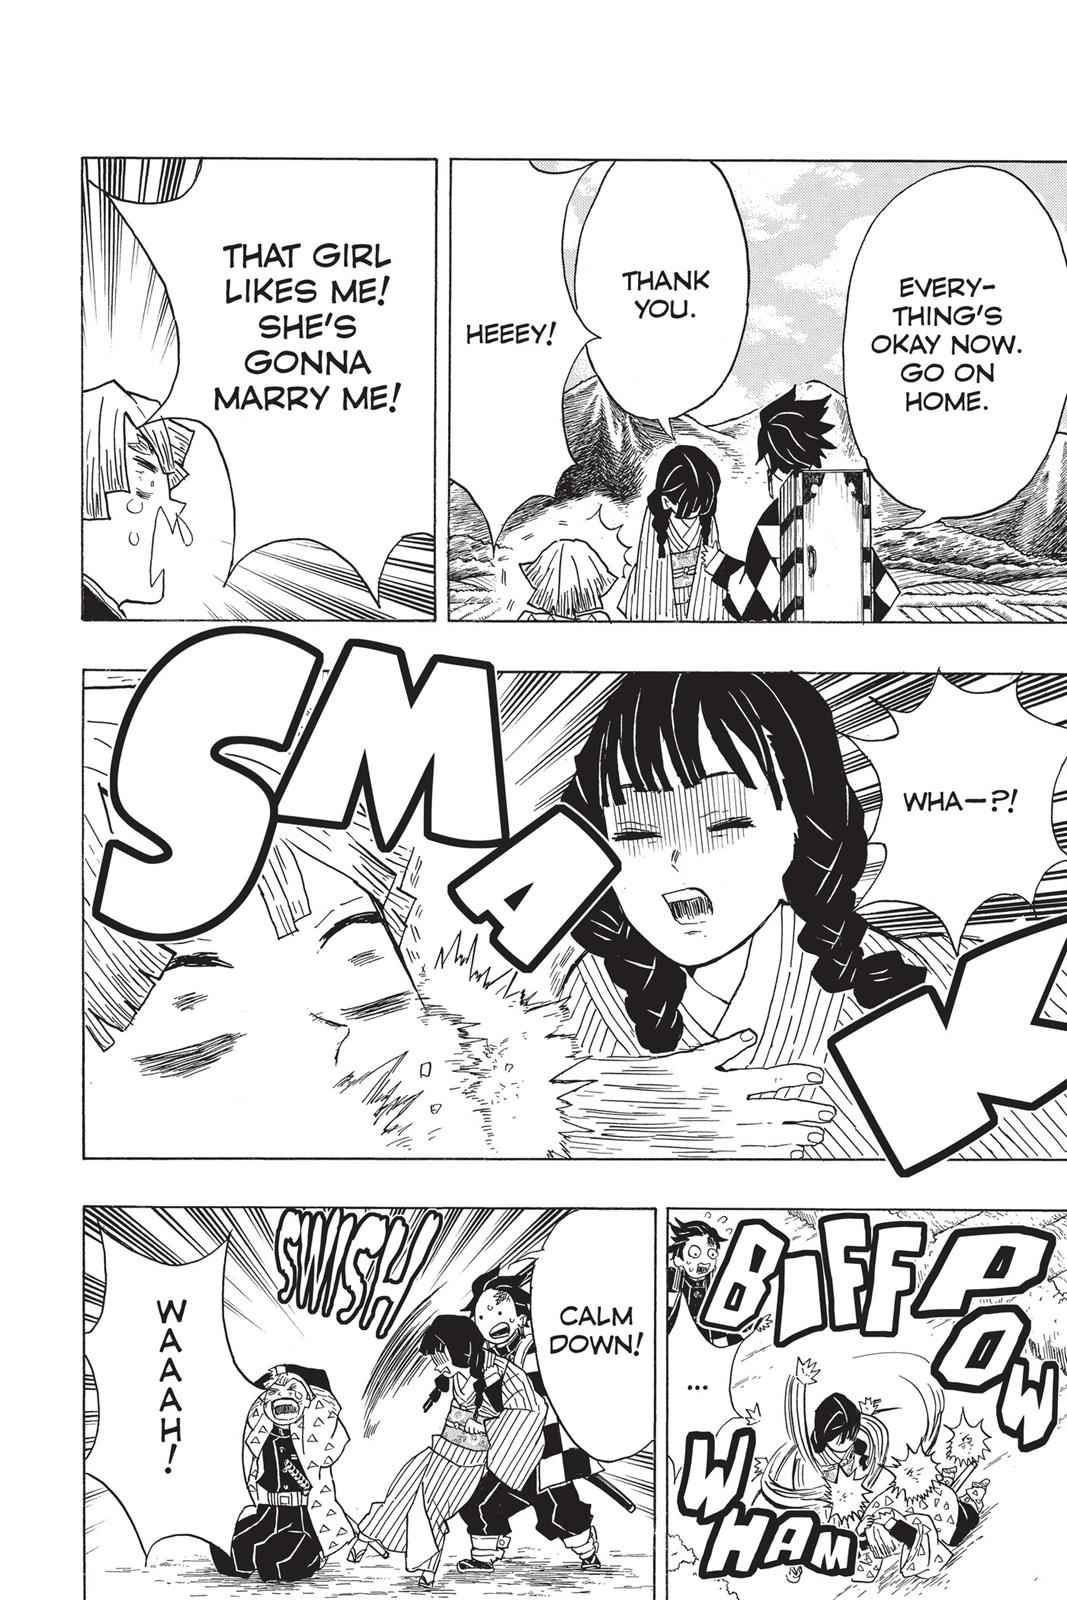 EVERY-
THING'S
OKAY NOW.
GO ON
HOME.
THANK
YOU.
HEEEY!
THAT GIRL
LIKES ME!
SHE'S
GONNA
MARRY ME!
WHA—?!
SMACK
BIFF
POW
...
WHAM
CALM
DOWN!
SWISH
WAAAH!